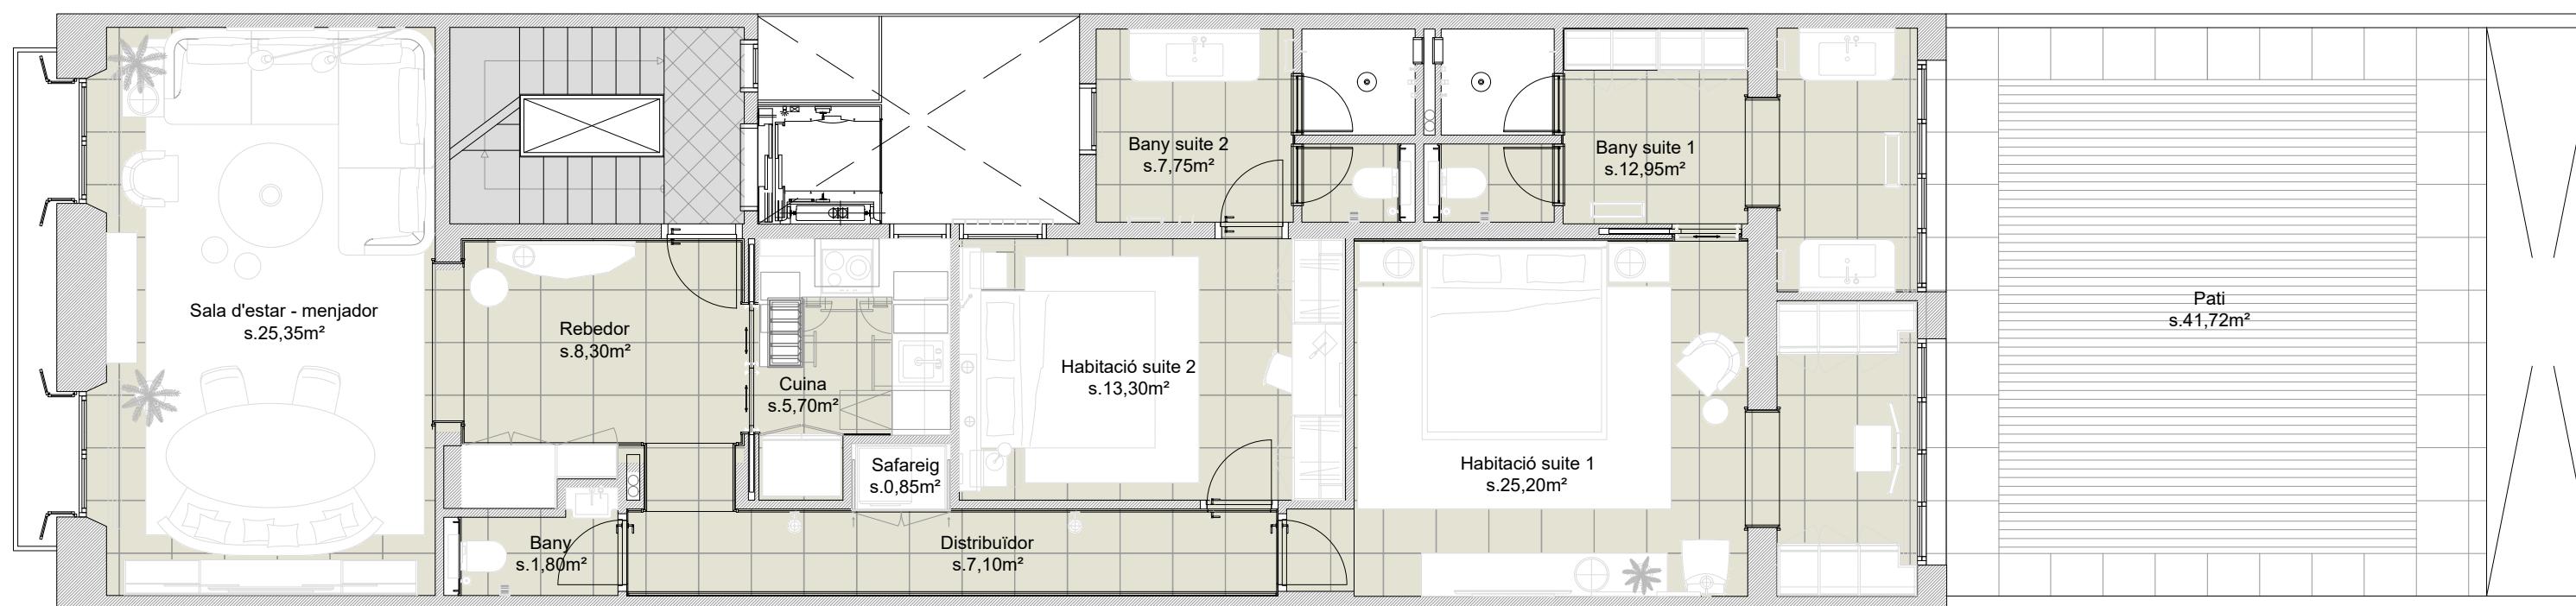 Bany suite 2
s.7,75m²
Bany suite 1
s.12,95m²
Sala d'estar - menjador
s.25,35m²
Rebedor
s.8,30m²
Cuina
s.5,70m²
Habitació suite 2
s.13,30m²
Pati
s.41,72m²
Safareig
s.0,85m²
Habitació suite 1
s.25,20m²
Bany
s.1,80m²
Distribuïdor
s.7,10m²